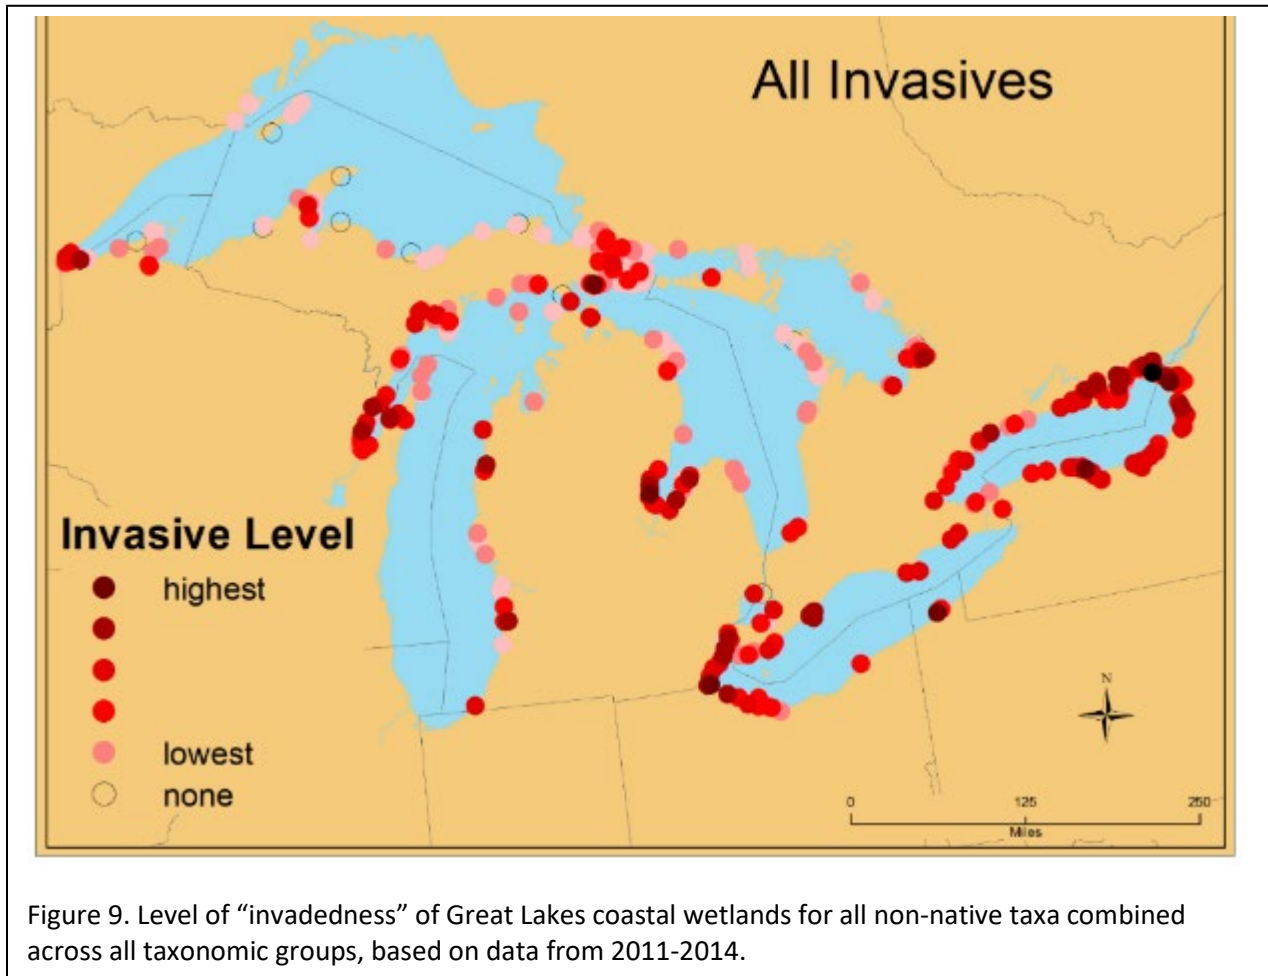 All Invasives
Invasive Level
highest
lowest
none
N
0 125 250
Miles
Figure 9. Level of “invadedness” of Great Lakes coastal wetlands for all non-native taxa combined
across all taxonomic groups, based on data from 2011-2014.